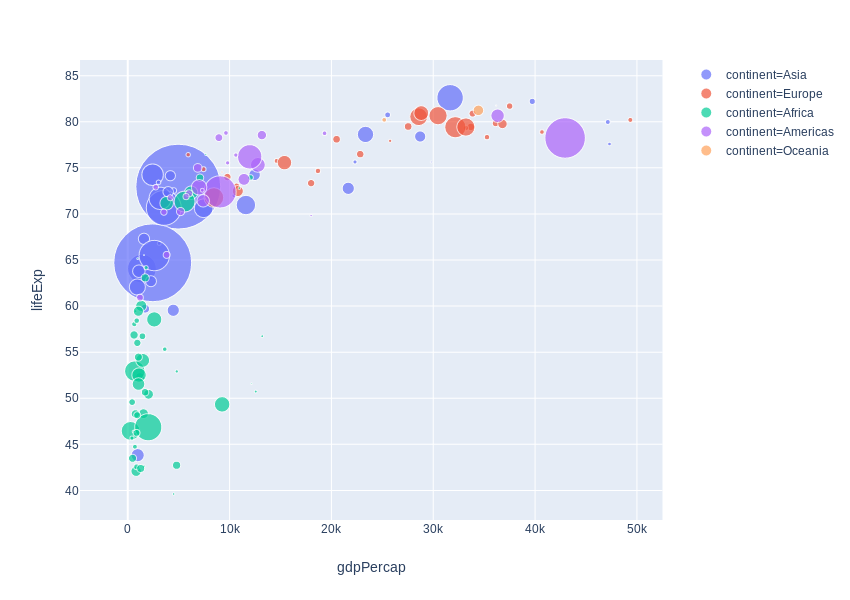 85
80
75
70
65
60
55
50
45
40
lifeExp
0
10k
20k
30k
40k
50k
gdpPercap
continent=Asia
continent=Europe
continent=Africa
continent=Americas
continent=Oceania